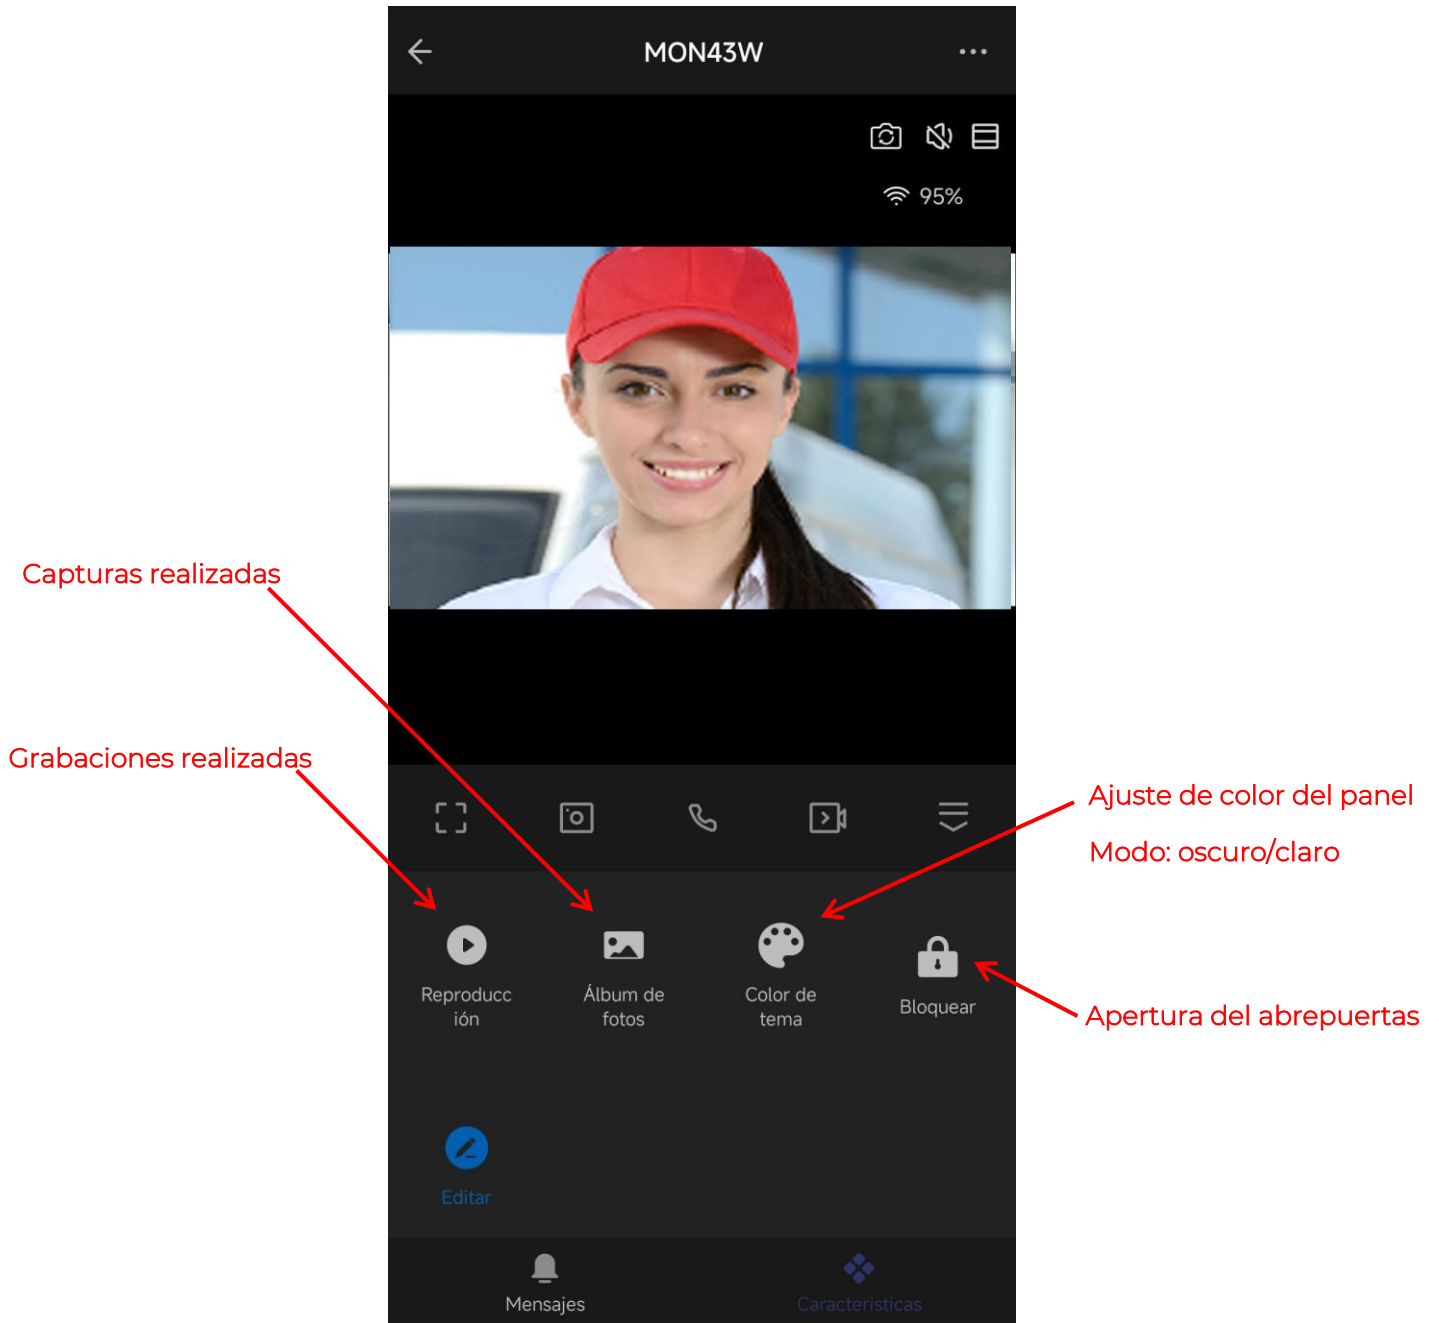 MON43W
95%
Capturas realizadas
Grabaciones realizadas
Ajuste de color del panel
Modo: oscuro/claro
Reproducc
ión
Álbum de
fotos
Color de
tema
Bloquear
Apertura del abrepuertas
Editar
Mensajes
Caracteristicas